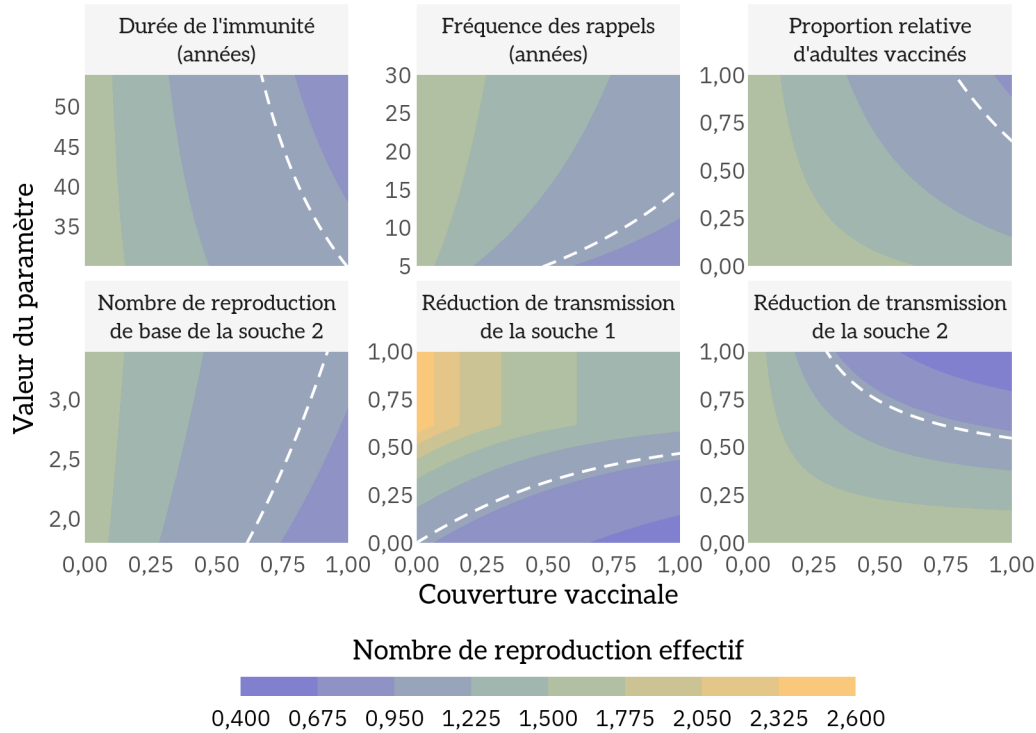 Durée de l'immunité
(années)
Fréquence des rappels
(années)
Proportion relative
d'adultes vaccinés
50
45
40
35
30
25
20
15
10
5
1,00
0,75
0,50
0,25
0,00
Valeur du paramètre
Nombre de reproduction
de base de la souche 2
Réduction de transmission
de la souche 1
Réduction de transmission
de la souche 2
3,0
2,5
2,0
1,00
0,75
0,50
0,25
0,00
1,00
0,75
0,50
0,25
0,00
0,00 0,25 0,50 0,75 1,00
0,00 0,25 0,50 0,75 1,00
0,00 0,25 0,50 0,75 1,00
Couverture vaccinale
Nombre de reproduction effectif
0,400 0,675 0,950 1,225 1,500 1,775 2,050 2,325 2,600